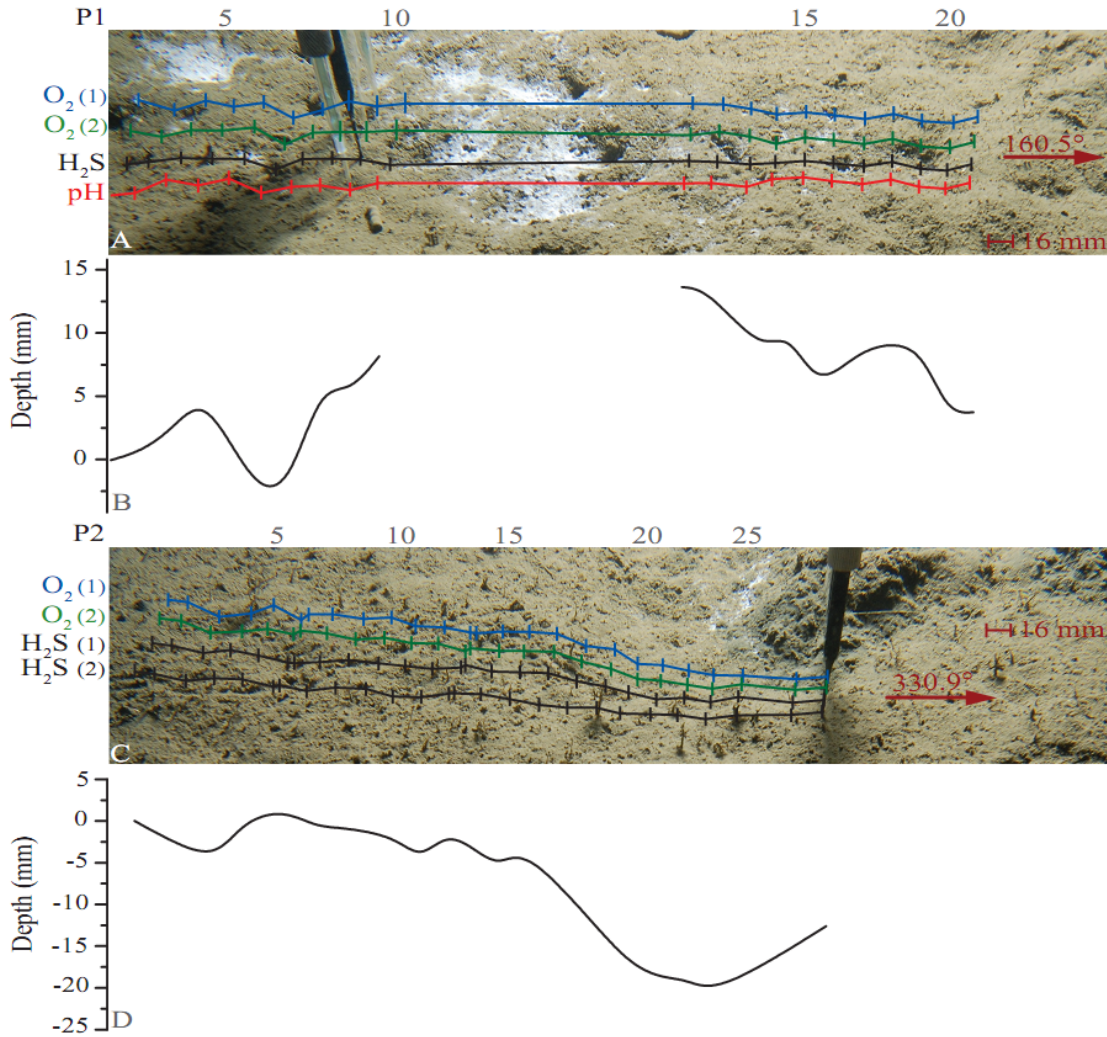 P1 5 10 15 20
O₂ (1)
O₂ (2)
H₂S
pH
160.5°
16 mm
A
15
10
5
0
Depth (mm)
B
P2 5 10 15 20 25
O₂ (1)
O₂ (2)
H₂S (1)
H₂S (2)
16 mm
330.9°
C
5
0
-5
-10
-15
-20
-25
Depth (mm)
D